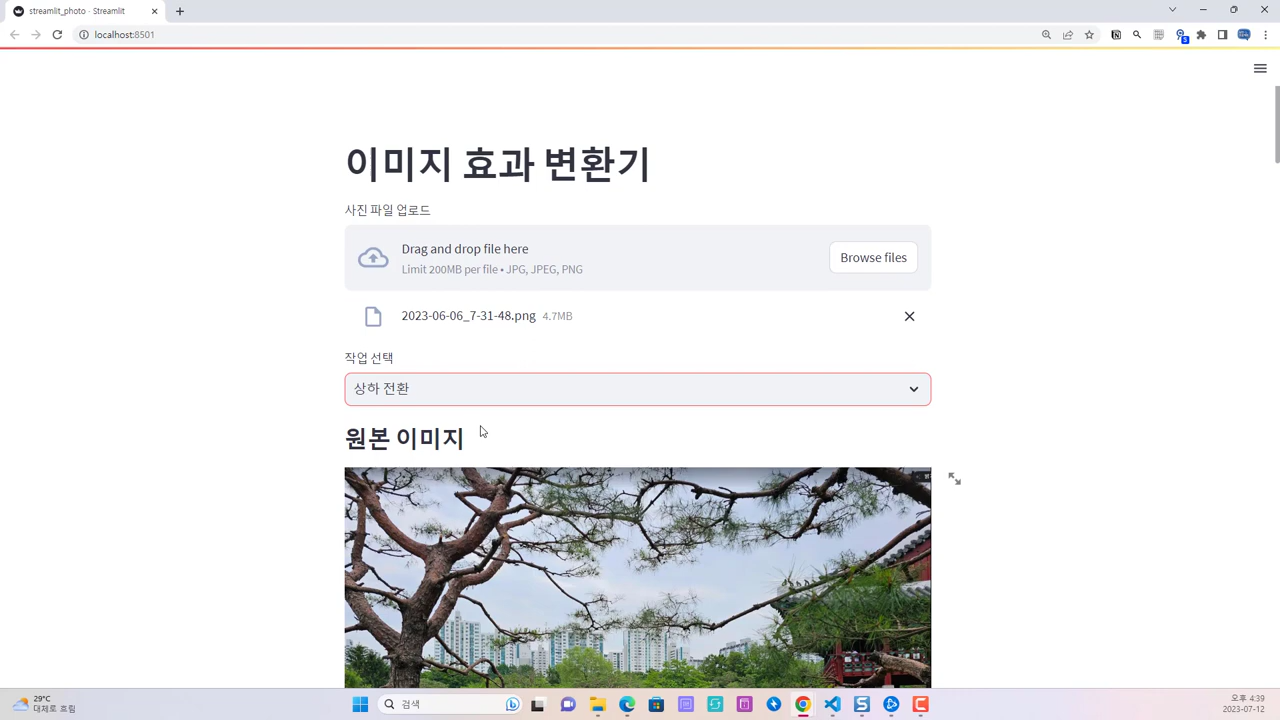 streamlit_photo · Streamlit
localhost:8501
이미지 효과 변환기
사진 파일 업로드
Drag and drop file here
Limit 200MB per file • JPG, JPEG, PNG
Browse files
2023-06-06_7-31-48.png 4.7MB
작업 선택
상하 전환
원본 이미지
29°C
대체로 흐림
검색
오후 4:39
2023-07-12